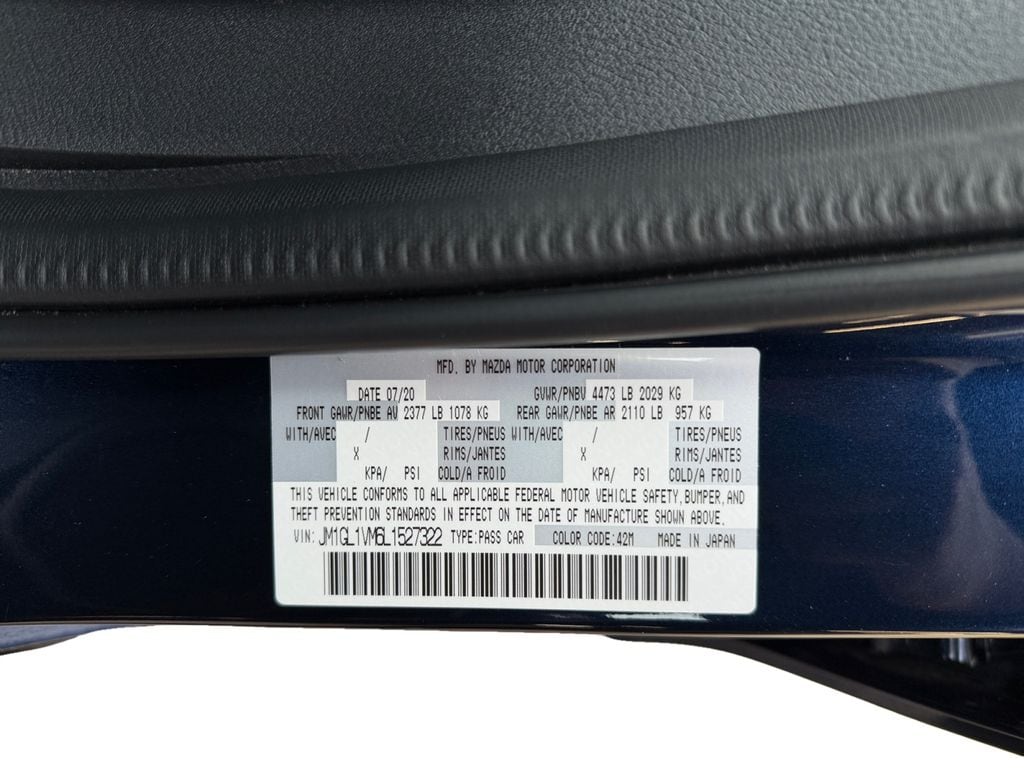 MFD. BY MAZDA MOTOR CORPORATION
DATE 07/20 GVWR/PNBV 4473 LB 2029 KG
FRONT GAWR/PNBE AV 2377 LB 1078 KG REAR GAWR/PNBE AR 2110 LB 957 KG
WITH/AVEC / TIRES/PNEUS WITH/AVEC / TIRES/PNEUS
X RIMS/JANTES X RIMS/JANTES
KPA/ PSI COLD/A FROID KPA/ PSI COLD/A FROID
THIS VEHICLE CONFORMS TO ALL APPLICABLE FEDERAL MOTOR VEHICLE SAFETY, BUMPER, AND
THEFT PREVENTION STANDARDS IN EFFECT ON THE DATE OF MANUFACTURE SHOWN ABOVE.
VIN: JM1GL1VM6L1527322 TYPE:PASS CAR COLOR CODE:42M MADE IN JAPAN